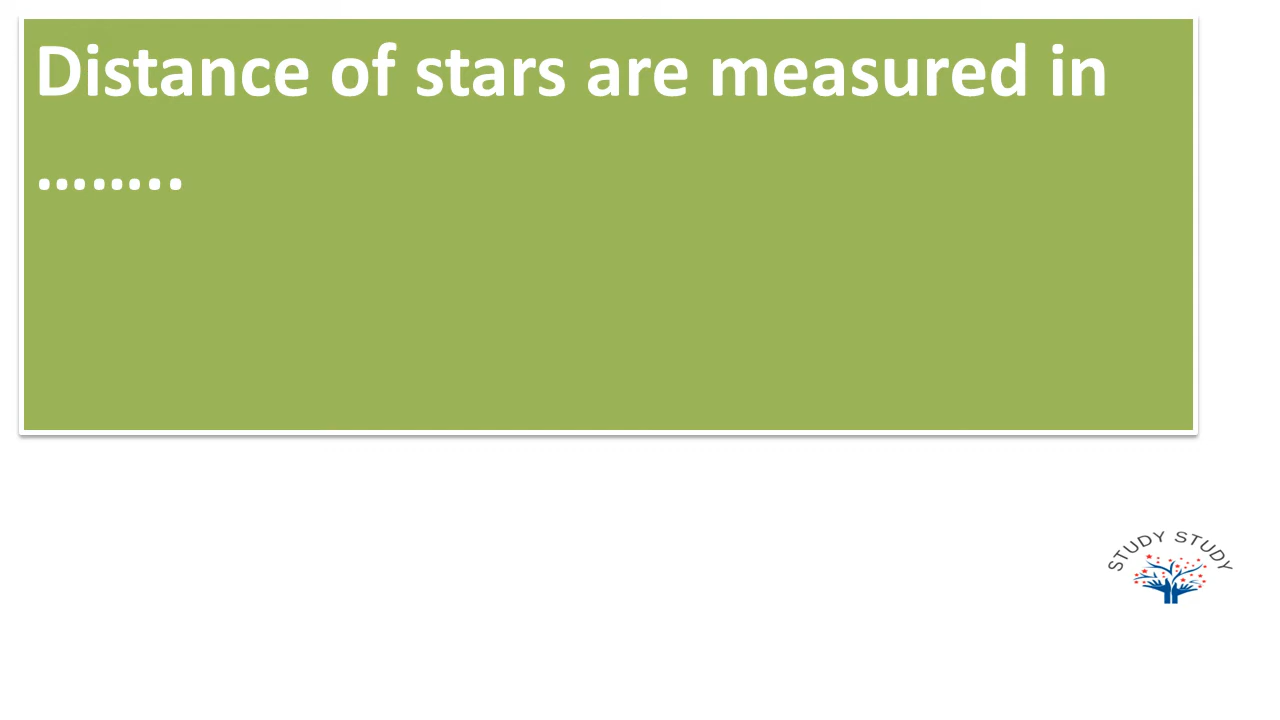 Distance of stars are measured in
........
STUDY STUDY